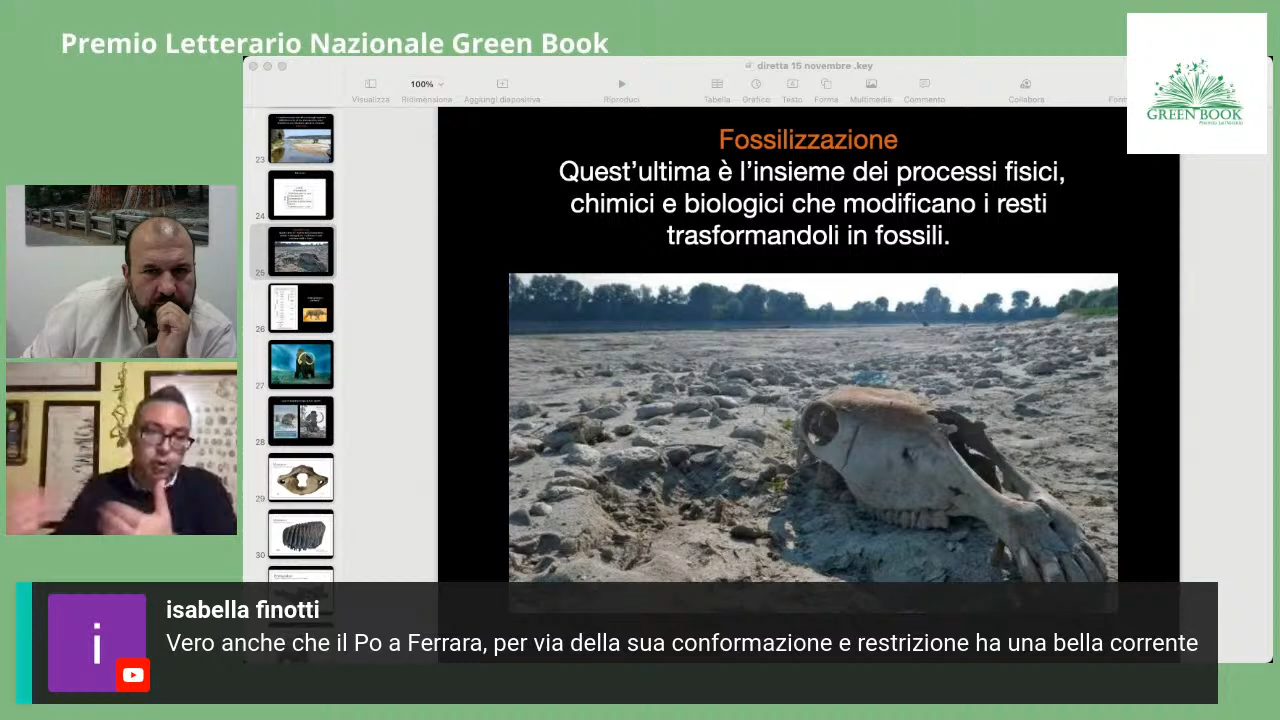 Premio Letterario Nazionale Green Book
GREEN BOOK
Premio Letterario
diretta 15 novembre .key
100%
Visualizza
Ridimensiona
Aggiungi diapositiva
Riproduci
Tabella
Grafico
Testo
Forma
Multimedia
Commento
Collabora
Form
23
24
25
26
27
28
29
30
Fossilizzazione
Quest’ultima è l’insieme dei processi fisici,
chimici e biologici che modificano i resti
trasformandoli in fossili.
i
isabella finotti
Vero anche che il Po a Ferrara, per via della sua conformazione e restrizione ha una bella corrente